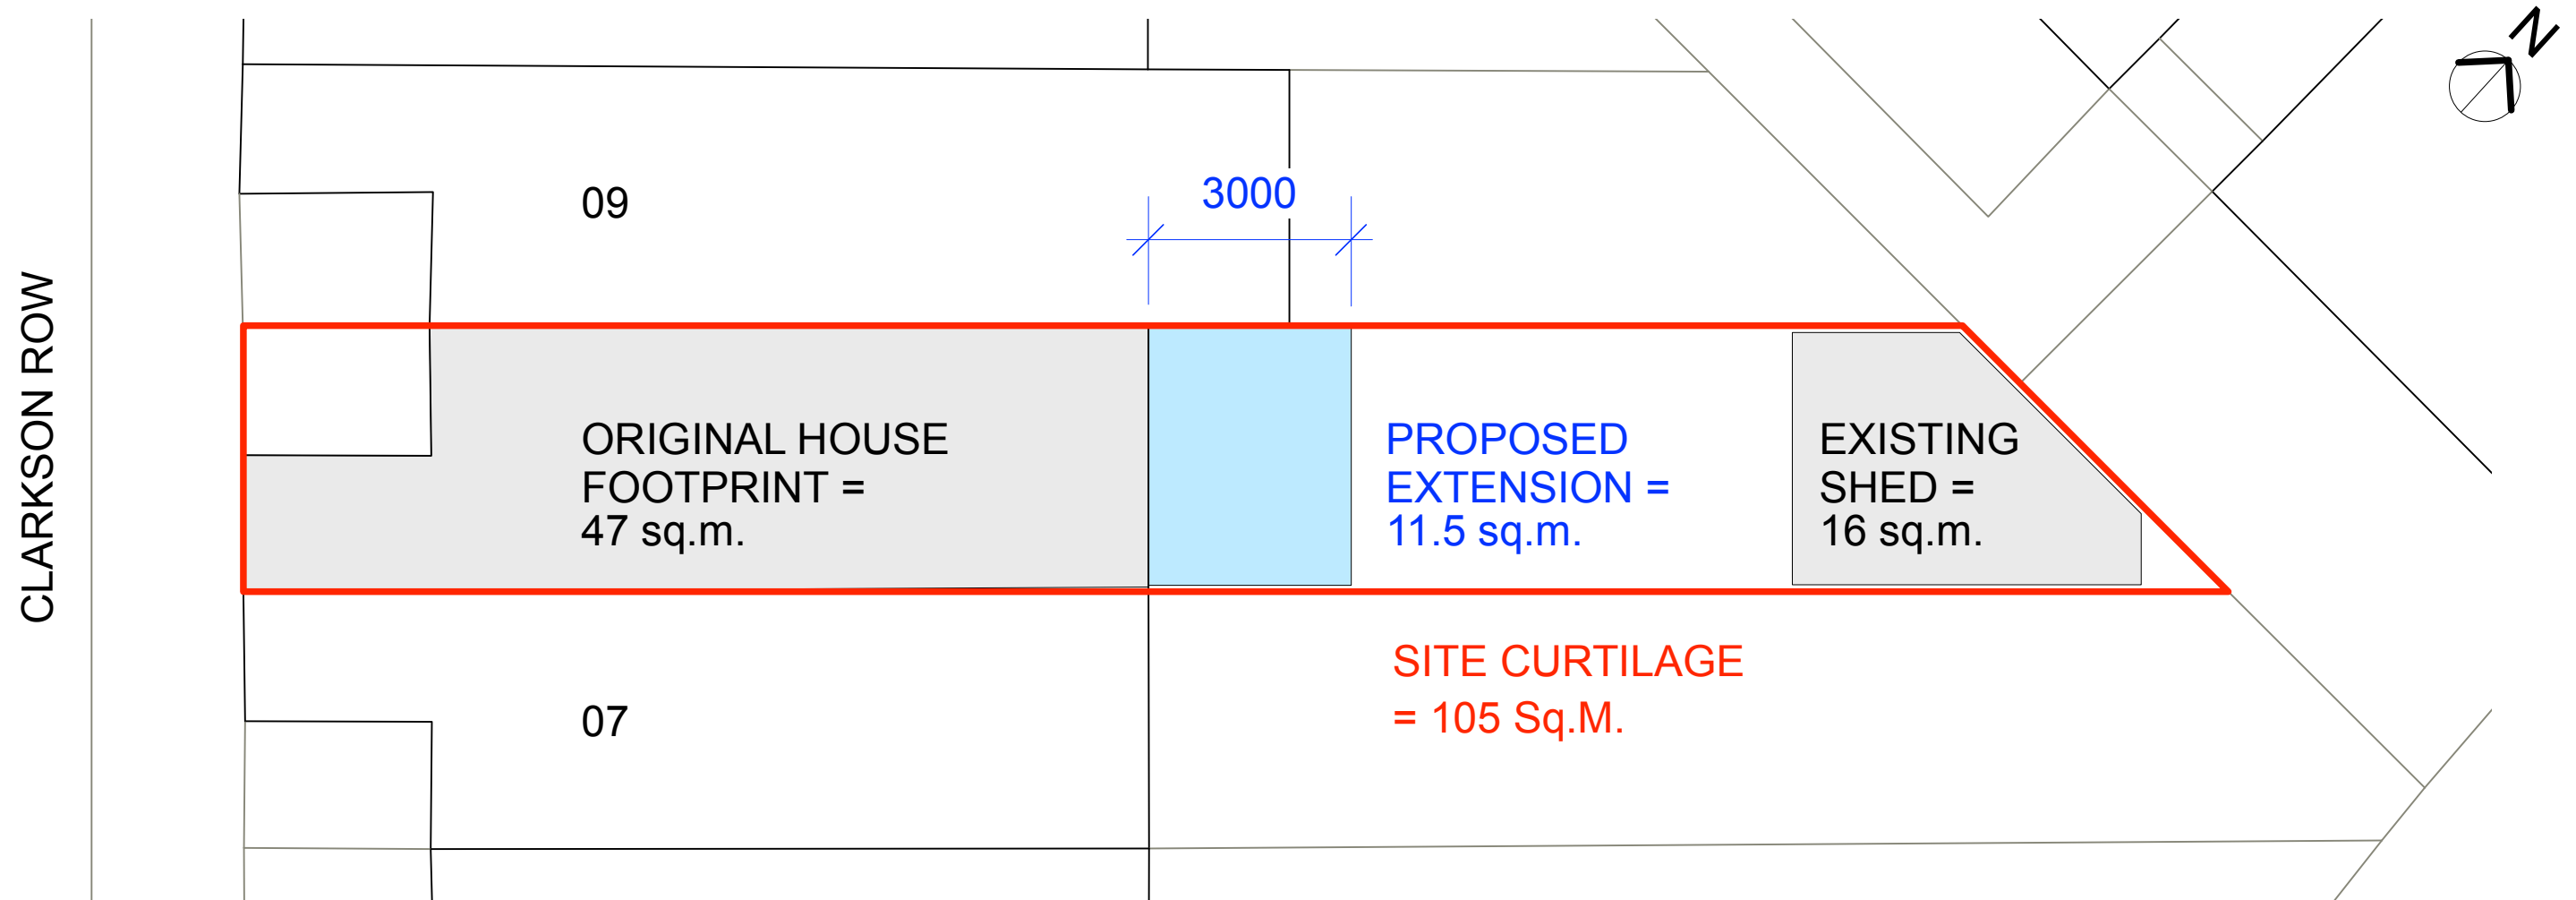 N
09
3000
CLARKSON ROW
ORIGINAL HOUSE
FOOTPRINT =
47 sq.m.
PROPOSED
EXTENSION =
11.5 sq.m.
EXISTING
SHED =
16 sq.m.
SITE CURTILAGE
= 105 Sq.M.
07